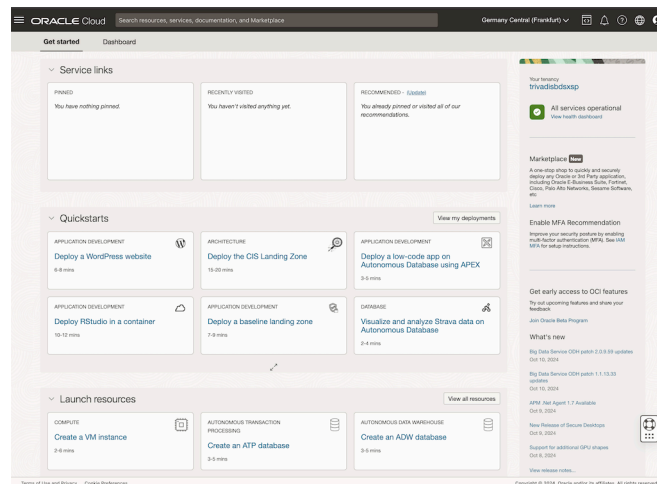 ORACLE Cloud
Search resources, services, documentation, and Marketplace
Germany Central (Frankfurt)
Get started
Dashboard
Service links
PINNED
You have nothing pinned.
RECENTLY VISITED
You haven't visited anything yet.
RECOMMENDED - (Update)
You already pinned or visited all of our
recommendations.
Quickstarts
View my deployments
APPLICATION DEVELOPMENT
Deploy a WordPress website
6-8 mins
ARCHITECTURE
Deploy the CIS Landing Zone
15-20 mins
APPLICATION DEVELOPMENT
Deploy a low-code app on
Autonomous Database using APEX
3-5 mins
APPLICATION DEVELOPMENT
Deploy RStudio in a container
10-12 mins
APPLICATION DEVELOPMENT
Deploy a baseline landing zone
7-9 mins
DATABASE
Visualize and analyze Strava data on
Autonomous Database
2-4 mins
Launch resources
View all resources
COMPUTE
Create a VM instance
2-6 mins
AUTONOMOUS TRANSACTION
PROCESSING
Create an ATP database
3-5 mins
AUTONOMOUS DATA WAREHOUSE
Create an ADW database
3-5 mins
Your tenancy
trivadisbdsxsp
All services operational
View health dashboard
Marketplace New
A one-stop shop to quickly and securely
deploy any Oracle or 3rd Party application,
including Oracle E-Business Suite, Fortinet,
Cisco, Palo Alto Networks, Sesame Software,
etc
Learn more
Enable MFA Recommendation
Improve your security posture by enabling
multi-factor authentication (MFA). See IAM
MFA for setup instructions.
Get early access to OCI features
Try out upcoming features and share your
feedback
Join Oracle Beta Program
What's new
Big Data Service ODH patch 2.0.9.59 updates
Oct 10, 2024
Big Data Service ODH patch 1.1.13.33
updates
Oct 10, 2024
APM .Net Agent 1.7 Available
Oct 9, 2024
New Release of Secure Desktops
Oct 9, 2024
Support for additional GPU shapes
Oct 8, 2024
View release notes...
Terms of Use and Privacy
Cookie Preferences
Copyright © 2024, Oracle and/or its affiliates. All rights reserved.